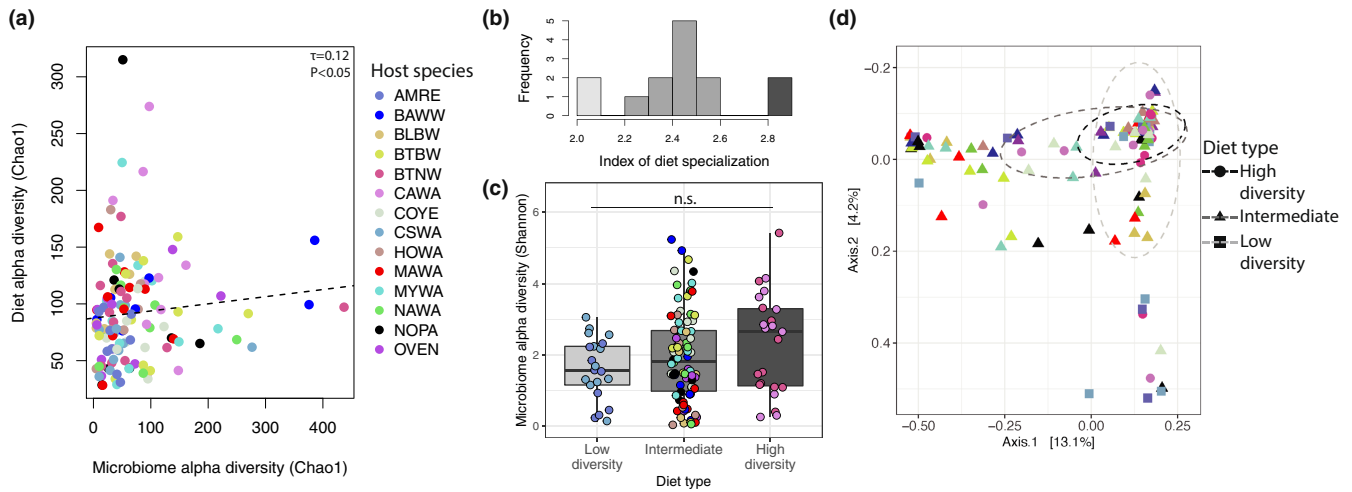 (a)
τ=0.12
P<0.05
Diet alpha diversity (Chao1)
300
250
200
150
100
50
0
100
200
300
400
Microbiome alpha diversity (Chao1)
Host species
AMRE
BAWW
BLBW
BTBW
BTNW
CAWA
COYE
CSWA
HOWA
MAWA
MYWA
NAWA
NOPA
OVEN
(b)
Frequency
5
4
3
2
1
0
2.0
2.2
2.4
2.6
2.8
Index of diet specialization
(c)
n.s.
Microbiome alpha diversity (Shannon)
6
4
2
0
Low
diversity
Intermediate
High
diversity
Diet type
(d)
Axis.2 [4.2%]
−0.2
0.0
0.2
0.4
−0.50
−0.25
0.00
0.25
Axis.1 [13.1%]
Diet type
High
diversity
Intermediate
Low
diversity